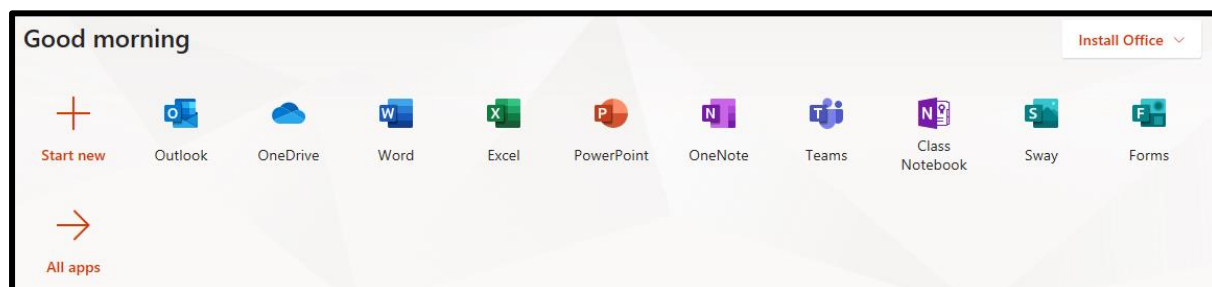 Good morning
Install Office
Start new
Outlook
OneDrive
Word
Excel
PowerPoint
OneNote
Teams
Class
Notebook
Sway
Forms
All apps